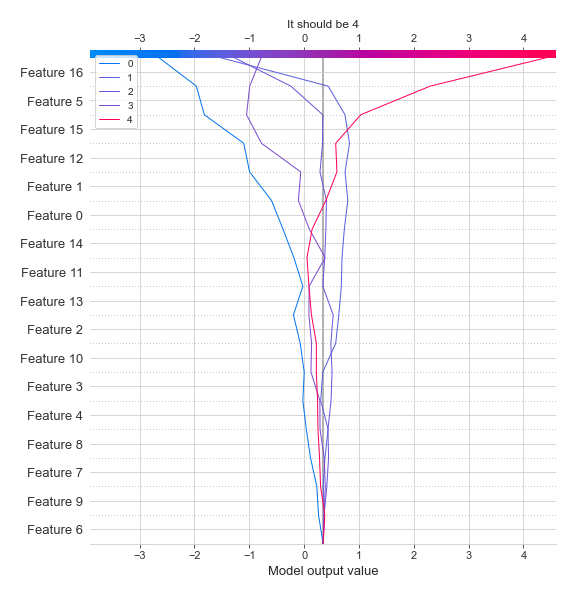 It should be 4
−3 −2 −1 0 1 2 3 4
0
1
2
3
4
Feature 16
Feature 5
Feature 15
Feature 12
Feature 1
Feature 0
Feature 14
Feature 11
Feature 13
Feature 2
Feature 10
Feature 3
Feature 4
Feature 8
Feature 7
Feature 9
Feature 6
−3 −2 −1 0 1 2 3 4
Model output value